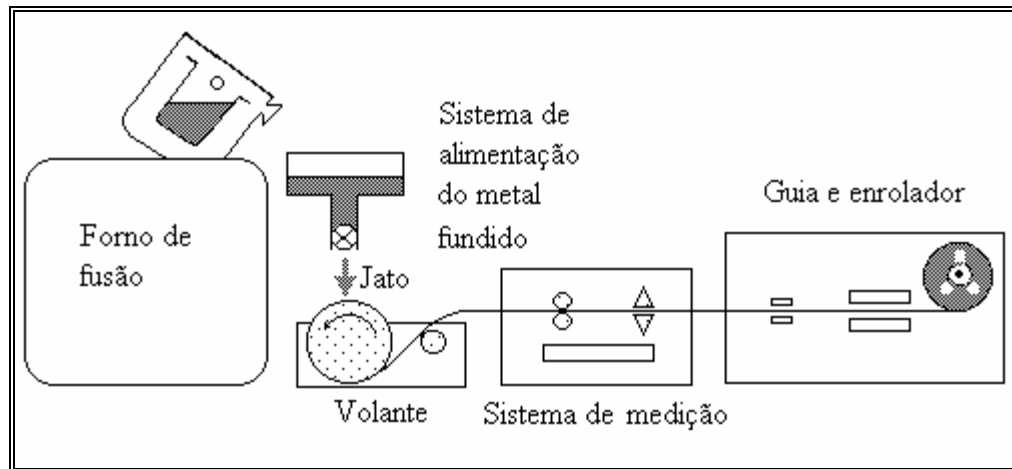 Forno de
fusão
Sistema de
alimentação
do metal
fundido
Jato
Volante
Sistema de medição
Guia e enrolador